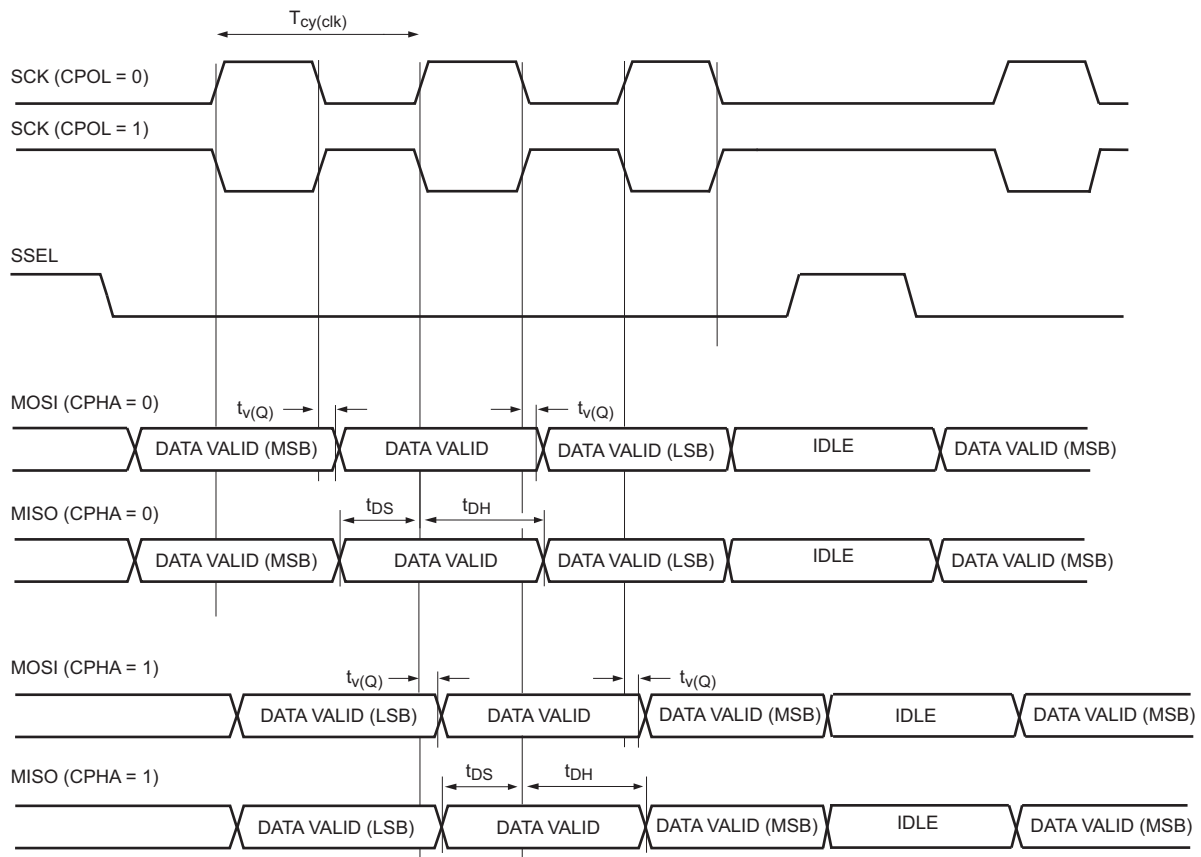 Tcy(clk)
SCK (CPOL = 0)
SCK (CPOL = 1)
SSEL
MOSI (CPHA = 0)
tv(Q) tv(Q)
DATA VALID (MSB) DATA VALID DATA VALID (LSB) IDLE DATA VALID (MSB)
MISO (CPHA = 0)
tDS tDH
DATA VALID (MSB) DATA VALID DATA VALID (LSB) IDLE DATA VALID (MSB)
MOSI (CPHA = 1)
tv(Q) tv(Q)
DATA VALID (LSB) DATA VALID DATA VALID (MSB) IDLE DATA VALID (MSB)
MISO (CPHA = 1)
tDS tDH
DATA VALID (LSB) DATA VALID DATA VALID (MSB) IDLE DATA VALID (MSB)